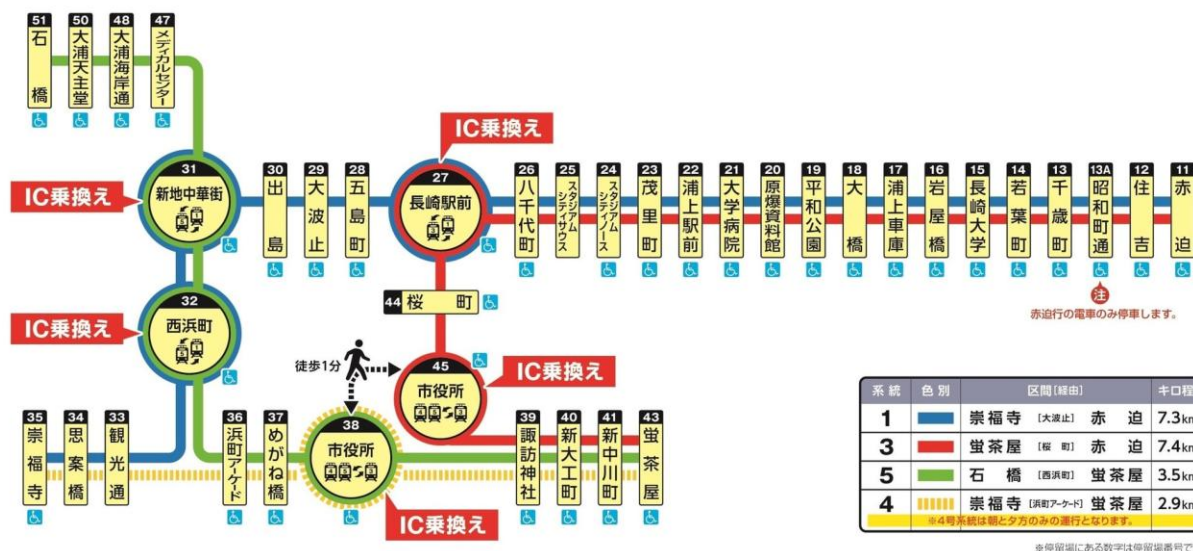 51
石橋
50
大浦天主堂
48
大浦海岸通
47
メディカルセンター
IC乗換え
31
新地中華街
30
出島
29
大波止
28
五島町
IC乗換え
27
長崎駅前
26
八千代町
25
スタジアムシティサウス
24
スタジアムシティノース
23
茂里町
22
浦上駅前
21
大学病院
20
原爆資料館
19
平和公園
18
大橋
17
浦上車庫
16
岩屋橋
15
長崎大学
14
若葉町
13
千歳町
13A
昭和町通
12
住吉
11
赤迫
注
赤迫行の電車のみ停車します。
44 桜町
IC乗換え
32
西浜町
徒歩1分
45
市役所
IC乗換え
35
崇福寺
34
思案橋
33
観光通
36
浜町アーケード
37
めがね橋
38
市役所
IC乗換え
39
諏訪神社
40
新大工町
41
新中川町
43
蛍茶屋
系統 色別 区間[経由] キロ程
1 崇福寺 [大波止] 赤迫 7.3km
3 蛍茶屋 [桜町] 赤迫 7.4km
5 石橋 [西浜町] 蛍茶屋 3.5km
4 崇福寺 [浜町アーケード] 蛍茶屋 2.9km
※4号系統は朝と夕方のみの運行となります。
※停留場にある数字は停留場番号で